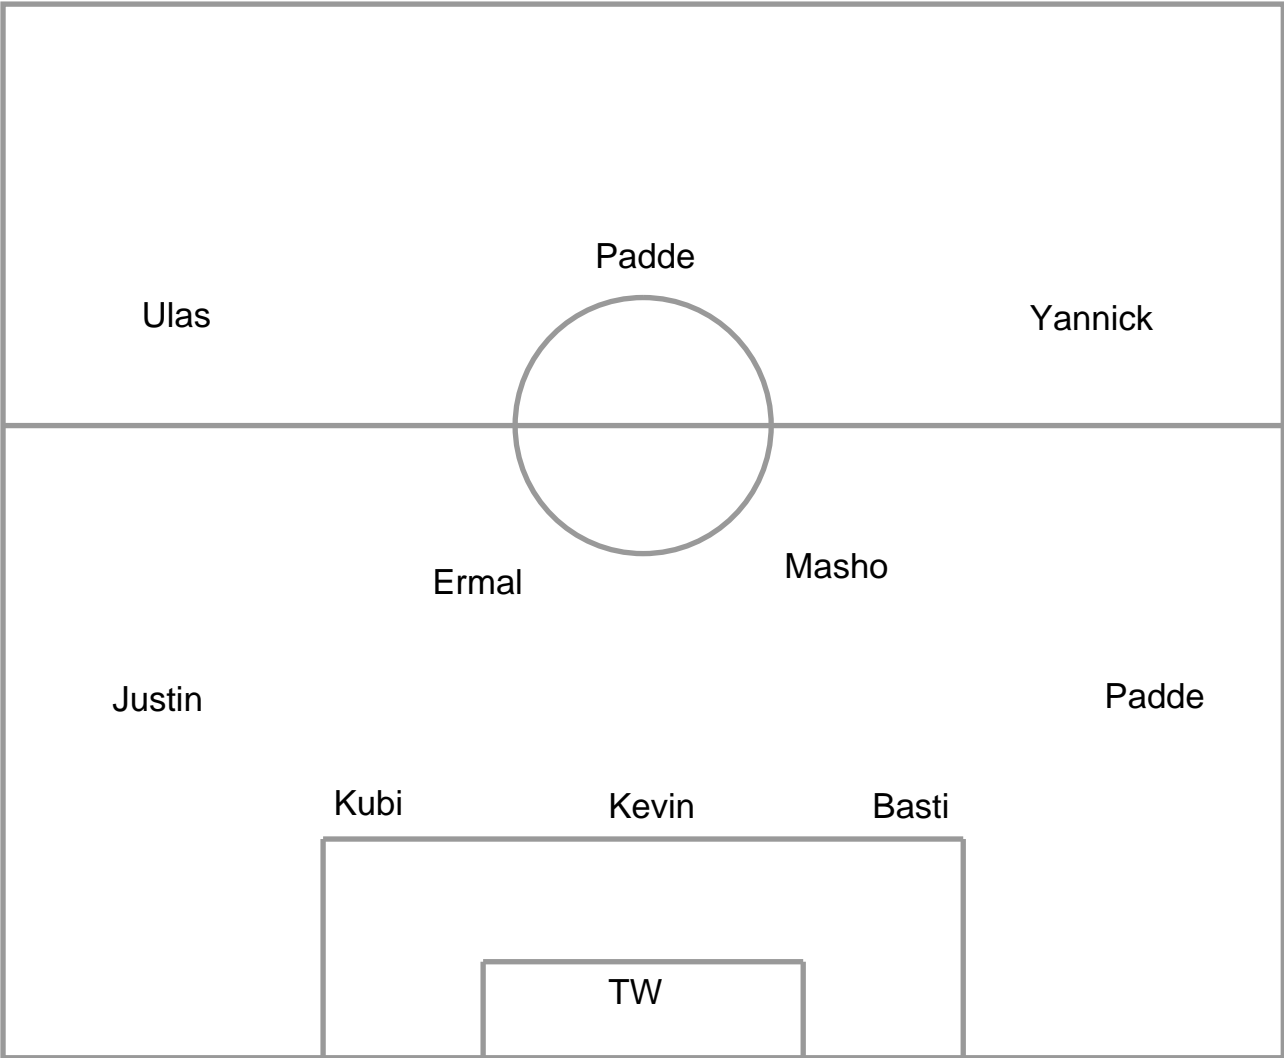 Padde
Ulas
Yannick
Ermal
Masho
Justin
Padde
Kubi
Kevin
Basti
TW